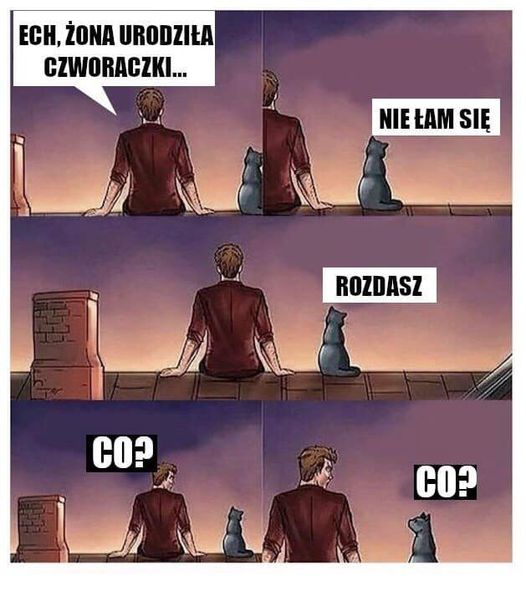 ECH, ŻONA URODZIŁA
CZWORACZKI...
NIE ŁAM SIĘ
ROZDASZ
CO?
CO?